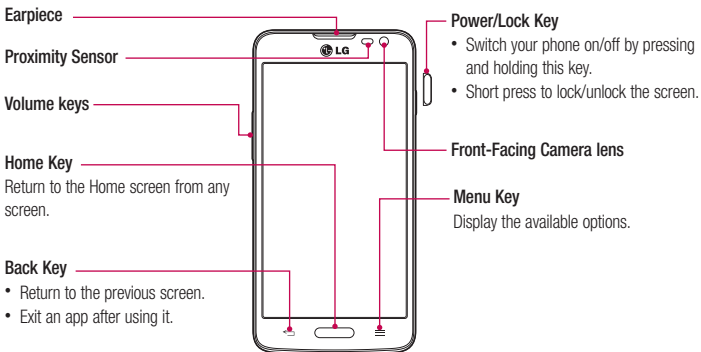 Earpiece
Proximity Sensor
Volume keys
Home Key
Return to the Home screen from any
screen.
Back Key
• Return to the previous screen.
• Exit an app after using it.
LG
Power/Lock Key
• Switch your phone on/off by pressing
and holding this key.
• Short press to lock/unlock the screen.
Front-Facing Camera lens
Menu Key
Display the available options.